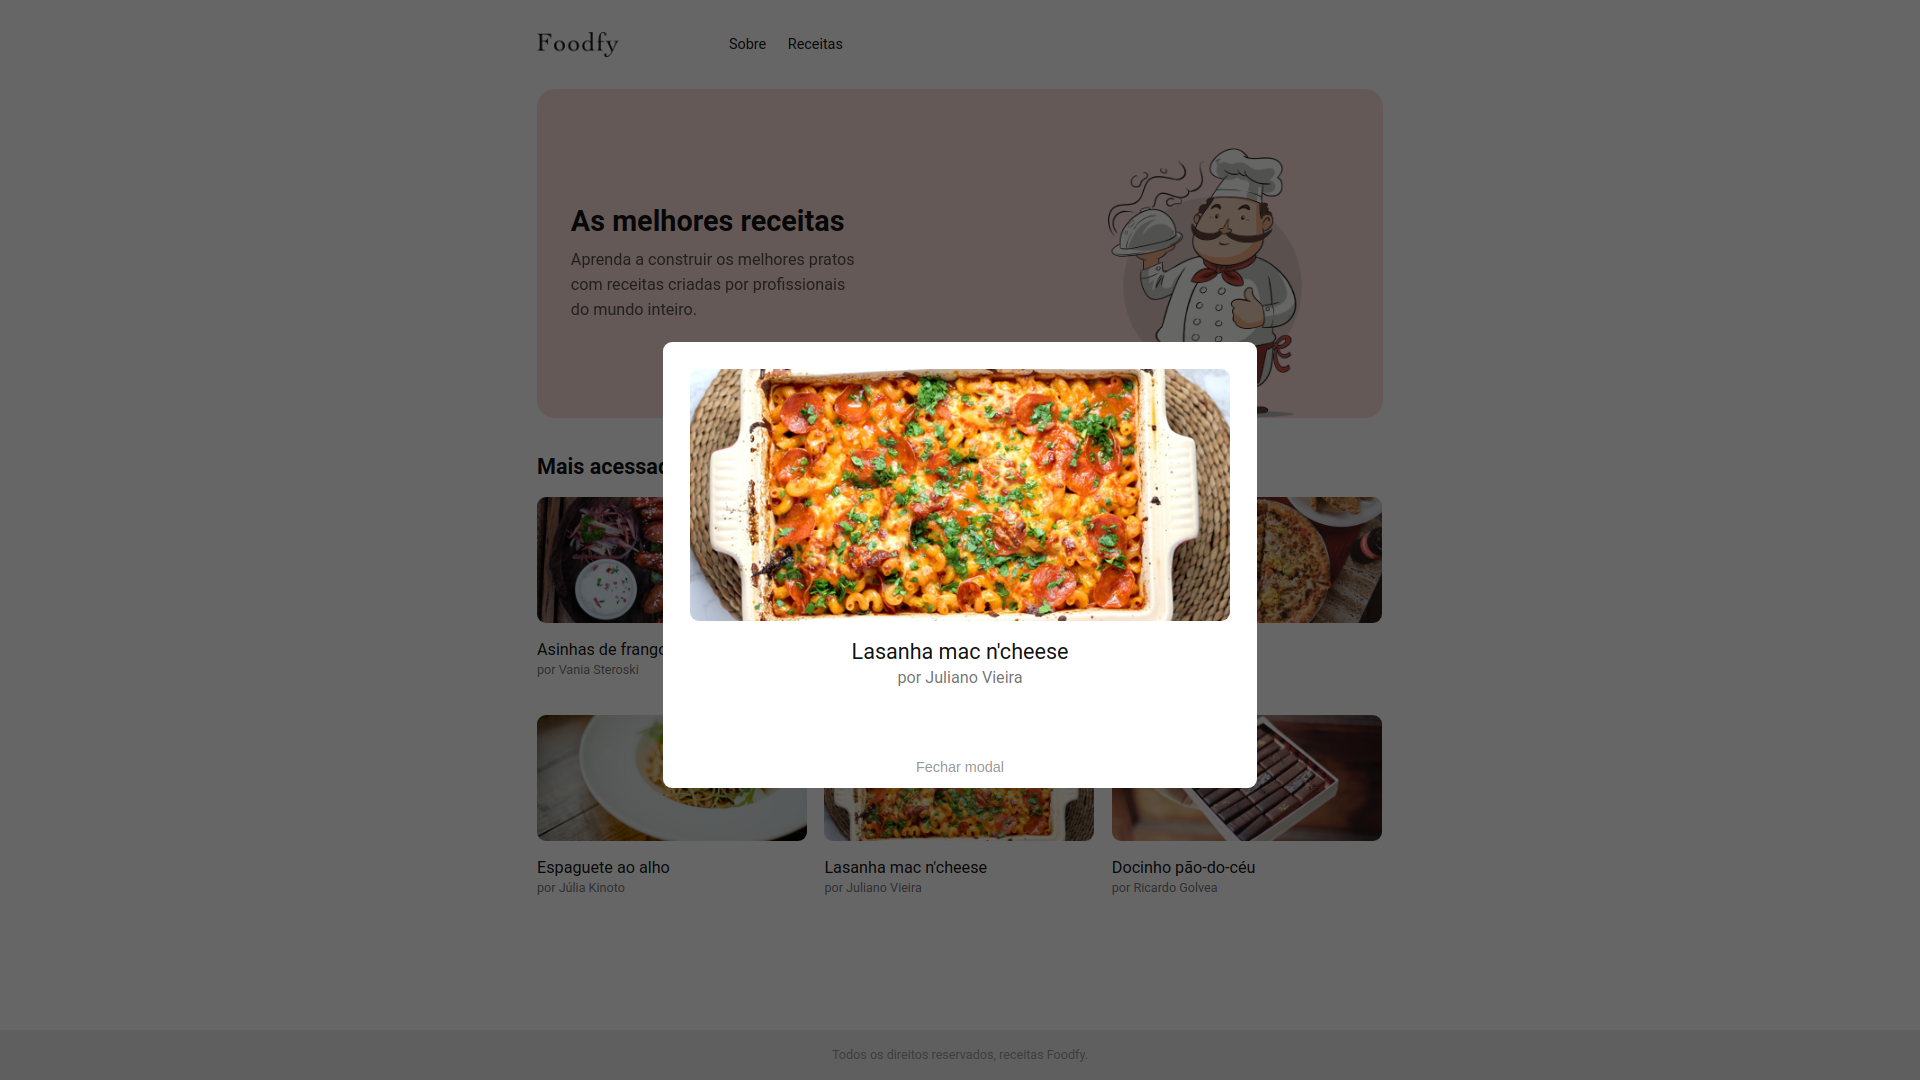 Foodfy
Sobre
Receitas
As melhores receitas
Aprenda a construir os melhores pratos
com receitas criadas por profissionais
do mundo inteiro.
Mais acessad
Asinhas de frango
por Vania Steroski
Lasanha mac n'cheese
por Juliano Vieira
Fechar modal
Espaguete ao alho
por Júlia Kinoto
Lasanha mac n'cheese
por Juliano Vieira
Docinho pão-do-céu
por Ricardo Golvea
Todos os direitos reservados, receitas Foodfy.